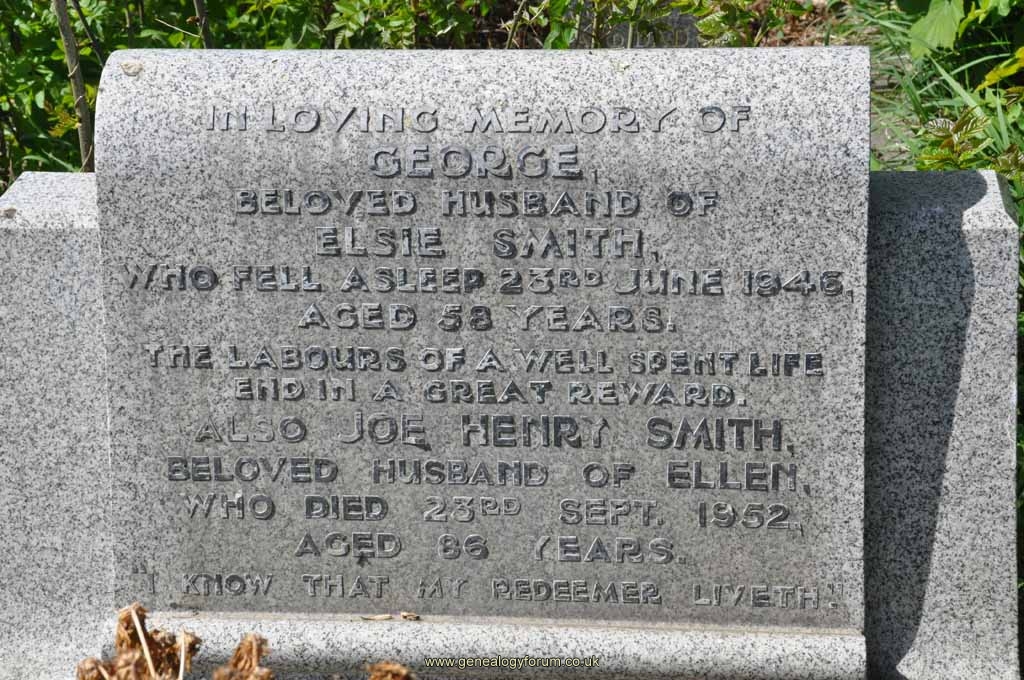 IN LOVING MEMORY OF
GEORGE,
BELOVED HUSBAND OF
ELSIE SMITH,
WHO FELL ASLEEP 23RD JUNE 1946,
AGED 58 YEARS.
THE LABOURS OF A WELL SPENT LIFE
END IN A GREAT REWARD.
ALSO JOE HENRY SMITH,
BELOVED HUSBAND OF ELLEN,
WHO DIED 23RD SEPT. 1952,
AGED 86 YEARS.
"I KNOW THAT MY REDEEMER LIVETH."
www.genealogyforum.co.uk